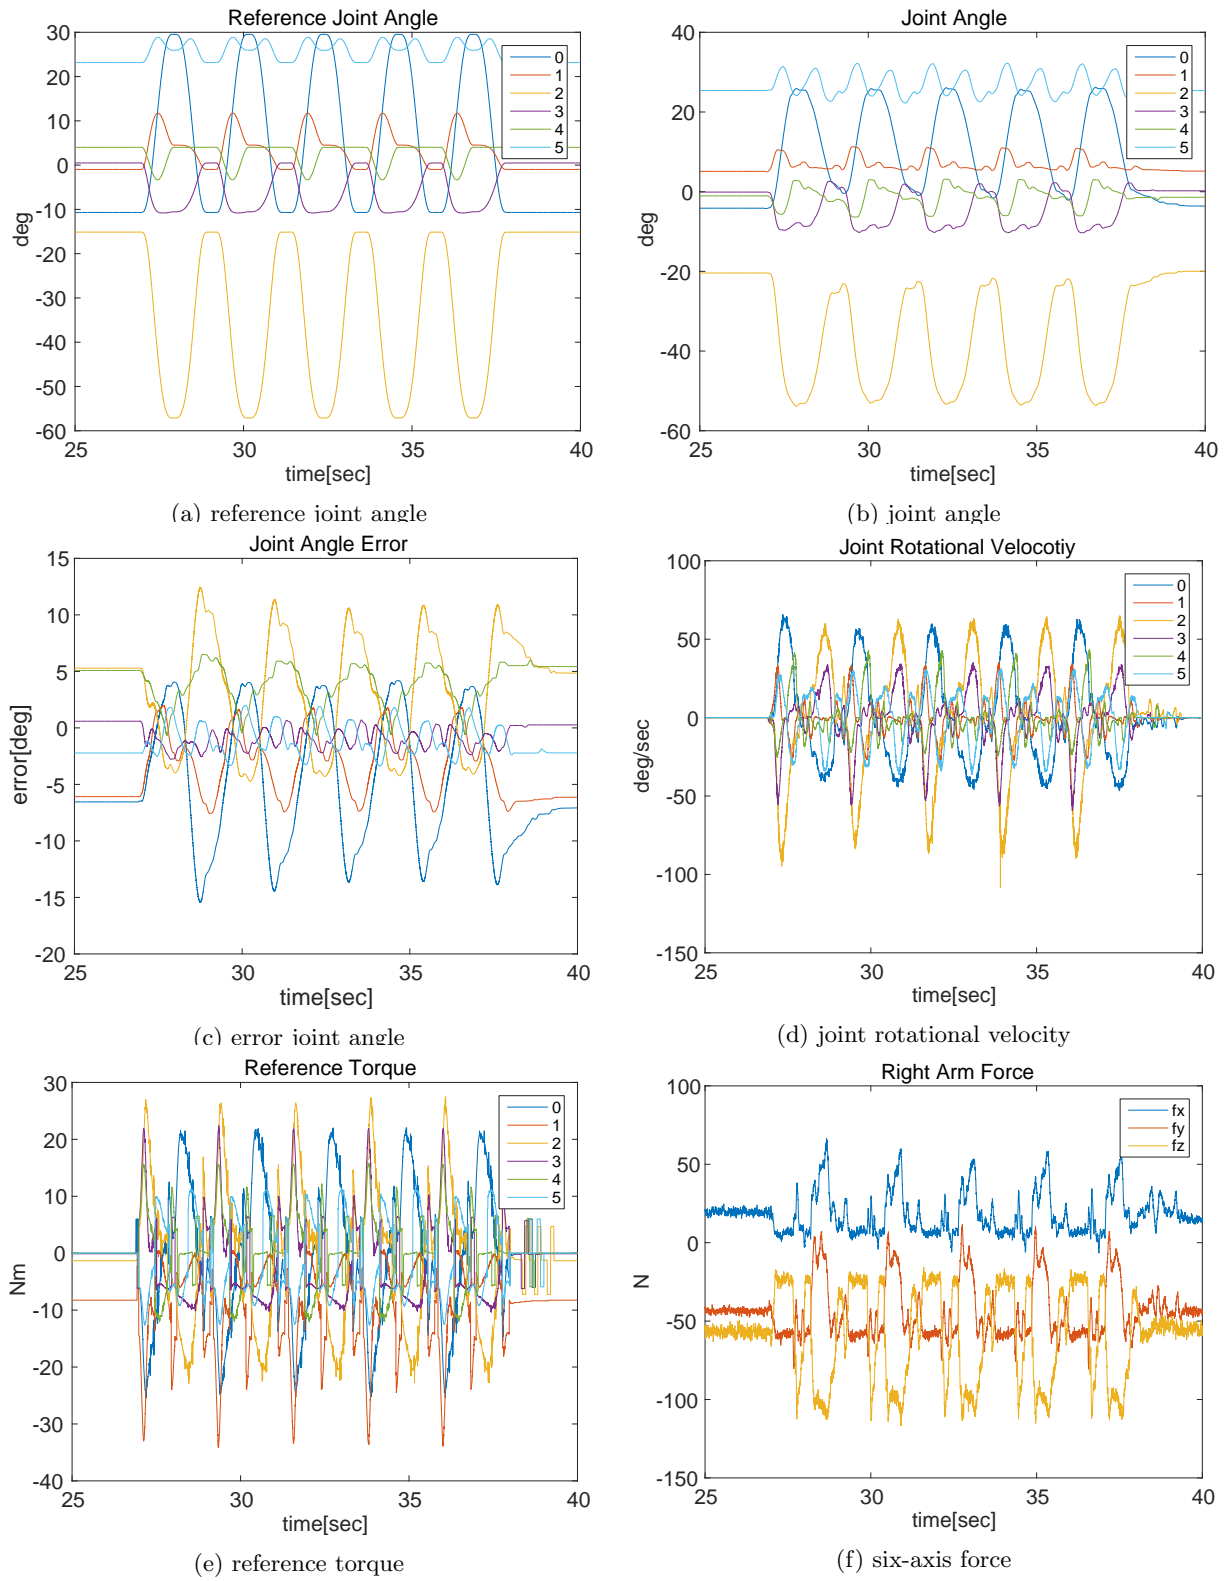 Reference Joint Angle
30
20
10
0
-10
-20
-30
-40
-50
-60
deg
25 30 35 40
time[sec]
0
1
2
3
4
5
(a) reference joint angle
Joint Angle
40
20
0
-20
-40
-60
deg
25 30 35 40
time[sec]
0
1
2
3
4
5
(b) joint angle
Joint Angle Error
15
10
5
0
-5
-10
-15
-20
error[deg]
25 30 35 40
time[sec]
(c) error joint angle
Joint Rotational Velocotiy
100
50
0
-50
-100
-150
deg/sec
25 30 35 40
time[sec]
0
1
2
3
4
5
(d) joint rotational velocity
Reference Torque
30
20
10
0
-10
-20
-30
-40
Nm
25 30 35 40
time[sec]
0
1
2
3
4
5
(e) reference torque
Right Arm Force
100
50
0
-50
-100
-150
N
25 30 35 40
time[sec]
fx
fy
fz
(f) six-axis force